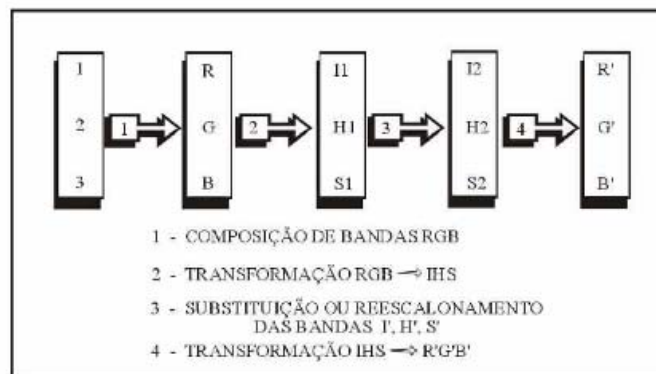 1 R I1 I2 R'
2 1 G 2 H1 3 H2 4 G'
3 B S1 S2 B'
1 - COMPOSIÇÃO DE BANDAS RGB
2 - TRANSFORMAÇÃO RGB → IHS
3 - SUBSTITUIÇÃO OU REESCALONAMENTO
DAS BANDAS I', H', S'
4 - TRANSFORMAÇÃO IHS → R'G'B'